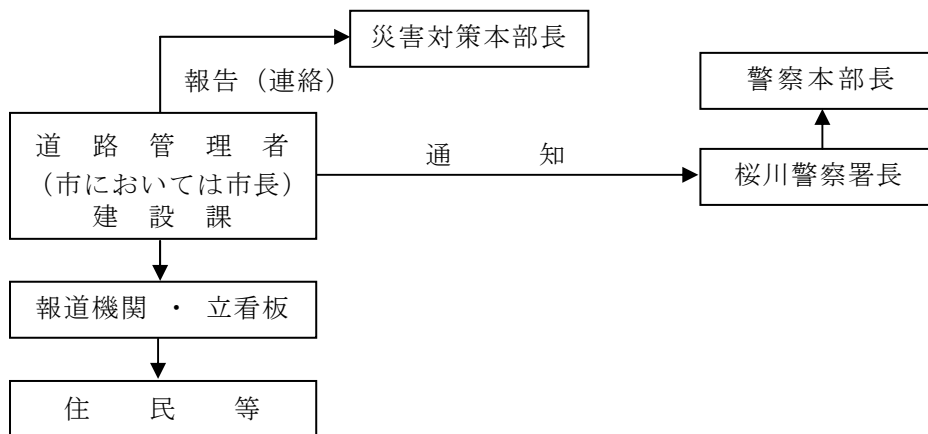 災害対策本部長
報告（連絡）
警察本部長
道　路　管　理　者
（市においては市長）
建　設　課
通　　知
桜川警察署長
報道機関　・　立看板
住　　民　　等